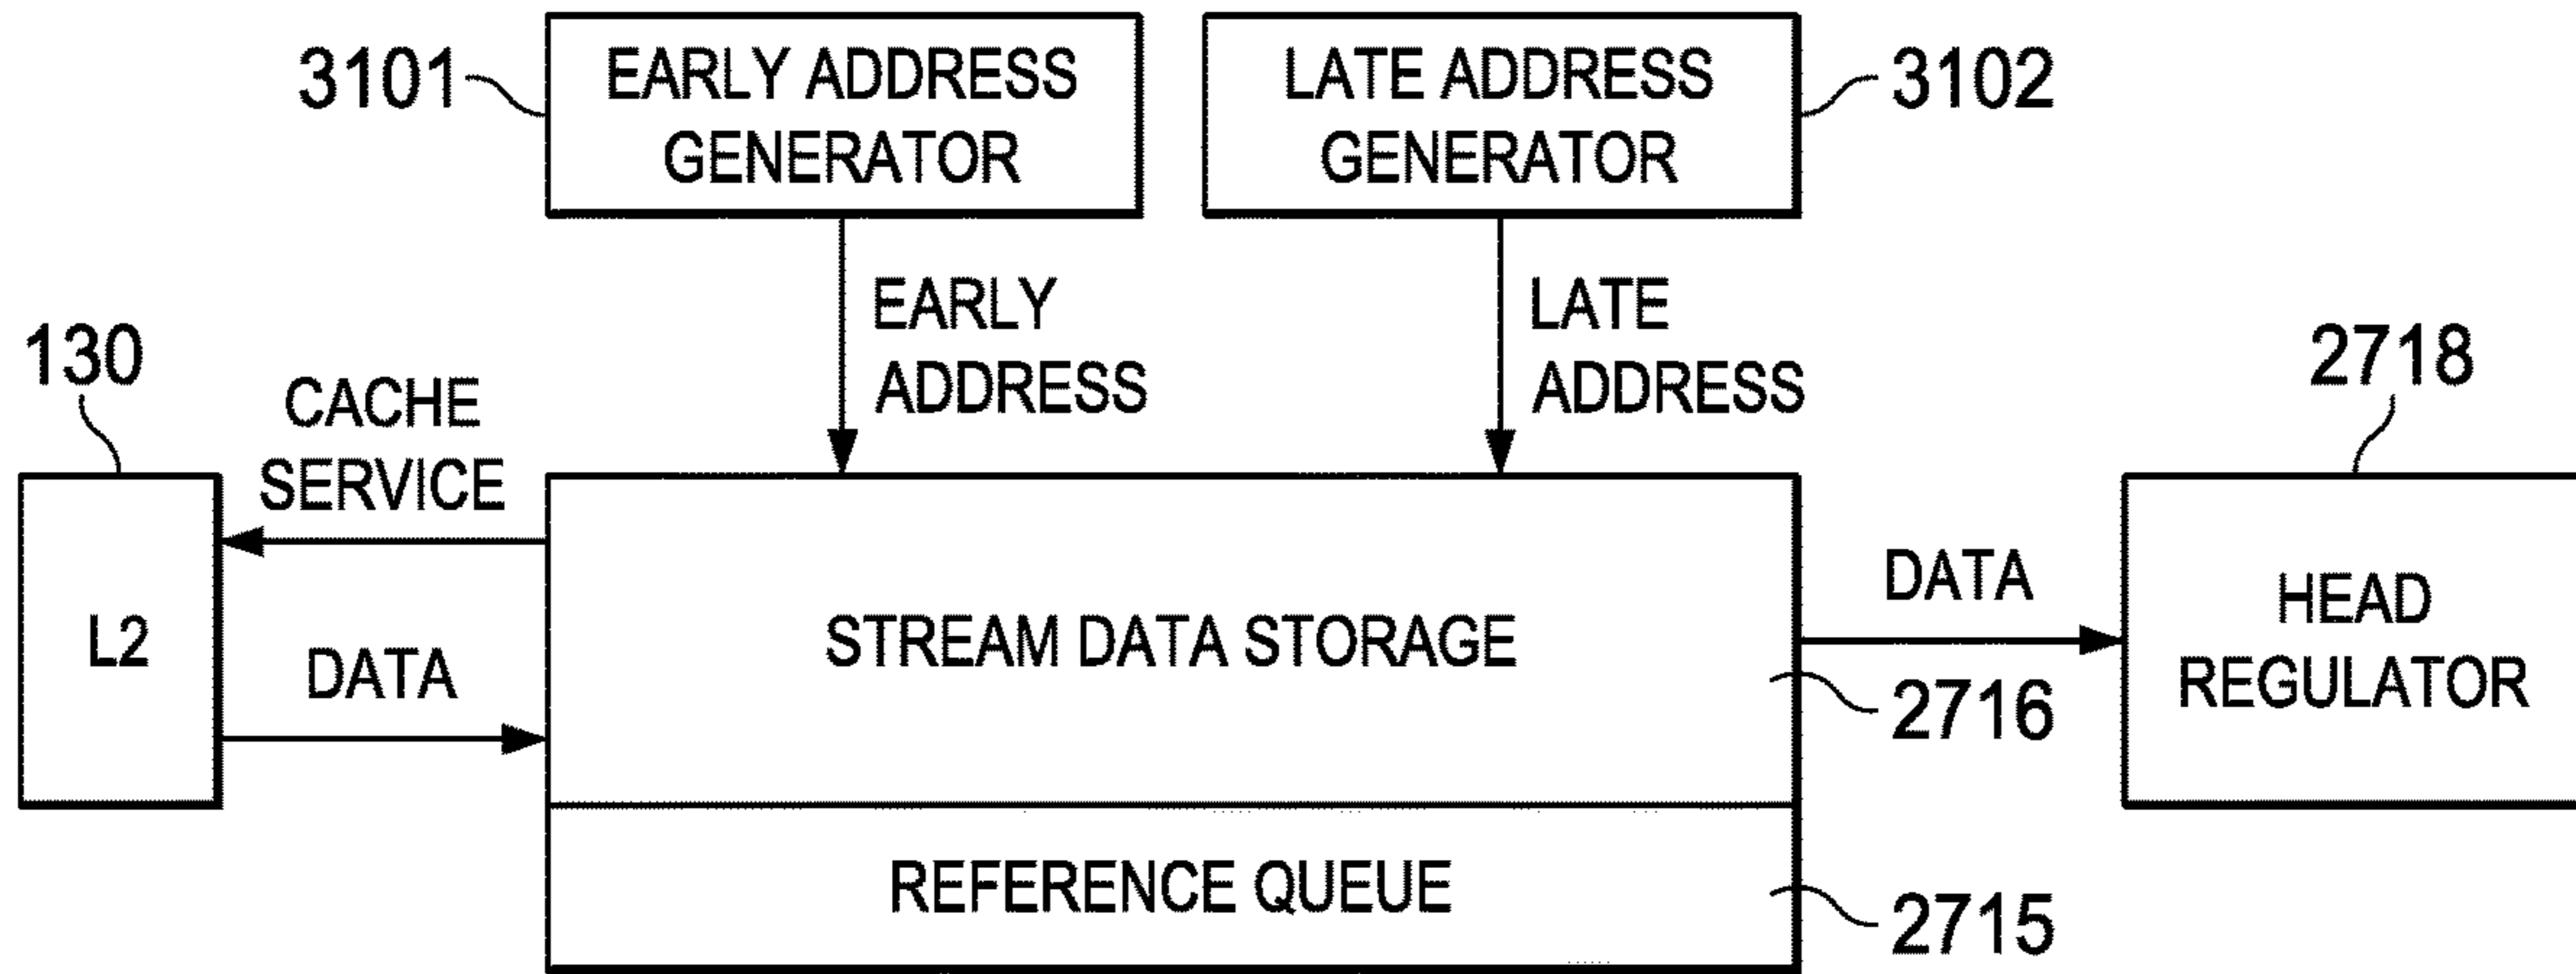 3101
EARLY ADDRESS
GENERATOR
LATE ADDRESS
GENERATOR
3102
EARLY
ADDRESS
LATE
ADDRESS
130
CACHE
SERVICE
2718
L2
DATA
STREAM DATA STORAGE
DATA
HEAD
REGULATOR
2716
REFERENCE QUEUE
2715